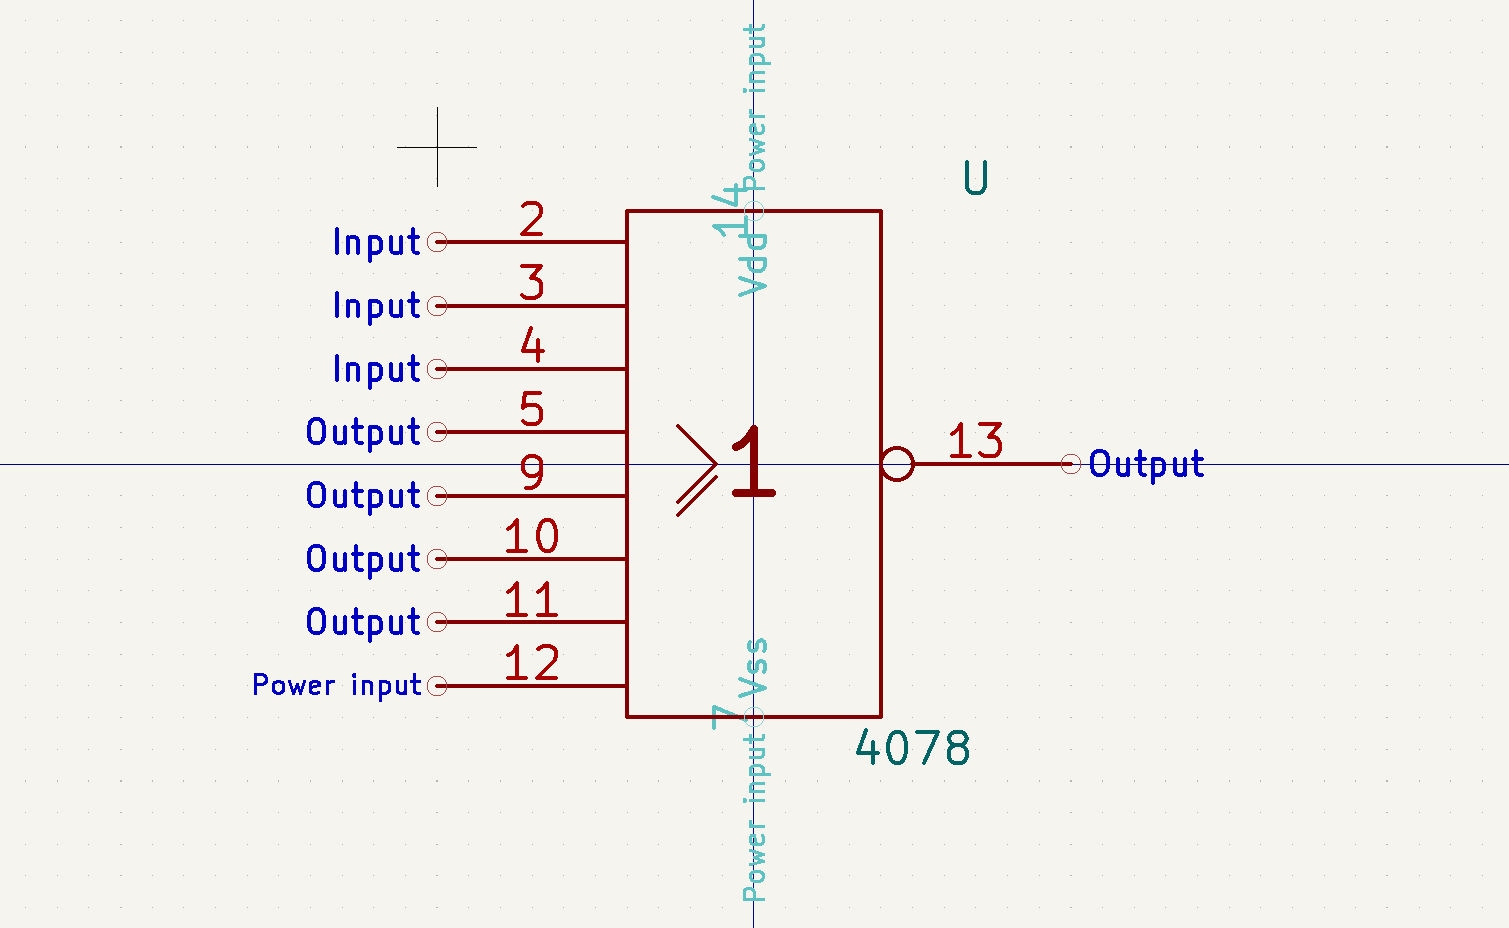 Power input
14
Vdd
U
Input 2
Input 3
Input 4
Output 5
Output 9
Output 10
Output 11
Power input 12
≥1
13 Output
Vss
7
4078
Power input